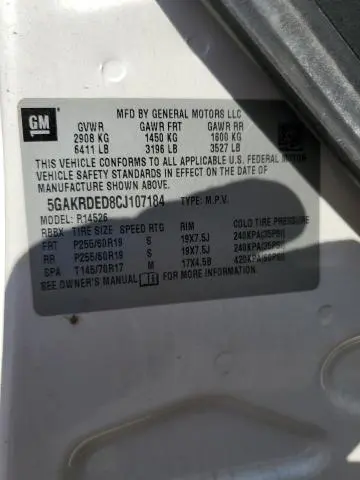 GM
MFD BY GENERAL MOTORS LLC
GVWR GAWR FRT GAWR RR
2908 KG 1450 KG 1600 KG
6411 LB 3196 LB 3527 LB
THIS VEHICLE CONFORMS TO ALL APPLICABLE U.S. FEDERAL MOTOR
VEHICLE SAFETY STANDARDS IN EFFECT ON THE DATE OF
MANUFACTURE SHOWN ABOVE.
5GAKRDED8CJ107184 TYPE: M.P.V.
MODEL: R14526
RBBX TIRE SIZE SPEED RTG RIM COLD TIRE PRESSURE
FRT P255/60R19 S 19X7.5J 240KPA(35PSI)
RR P255/60R19 S 19X7.5J 240KPA(35PSI)
SPA T145/70R17 M 17X4.5B 420KPA(60PSI)
SEE OWNER'S MANUAL FOR MORE INFORMATION.